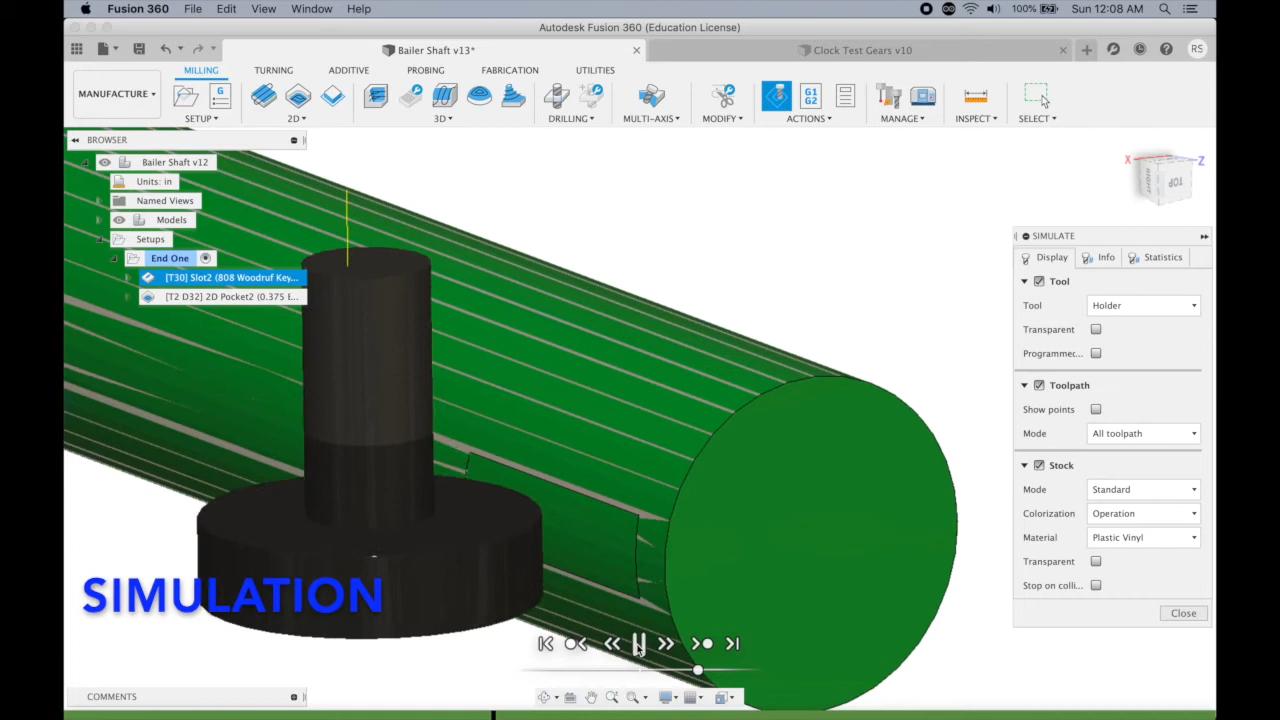 Fusion 360 File Edit View Window Help 100% Sun 12:08 AM
Autodesk Fusion 360 (Education License)
Bailer Shaft v13* Clock Test Gears v10 RS
MILLING TURNING ADDITIVE PROBING FABRICATION UTILITIES
MANUFACTURE
G G1 G2
SETUP 2D 3D DRILLING MULTI-AXIS MODIFY ACTIONS MANAGE INSPECT SELECT
BROWSER
Bailer Shaft v12
Units: in
Named Views
Models
Setups
End One
[T30] Slot2 (808 Woodruf Key...
[T2 D32] 2D Pocket2 (0.375 E...
X Z
RIGHT TOP
SIMULATE
Display Info Statistics
Tool
Tool Holder
Transparent
Programmer...
Toolpath
Show points
Mode All toolpath
Stock
Mode Standard
Colorization Operation
Material Plastic Vinyl
Transparent
Stop on colli...
Close
SIMULATION
COMMENTS